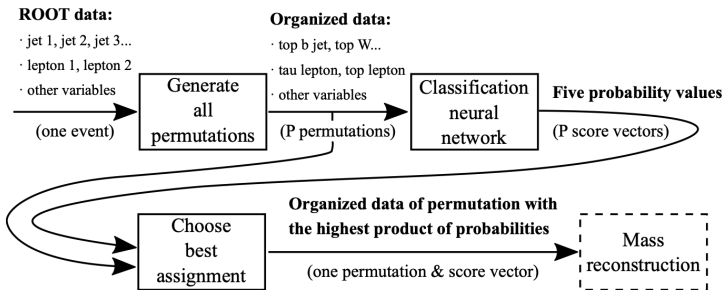 ROOT data:
· jet 1, jet 2, jet 3...
· lepton 1, lepton 2
· other variables
(one event)
Generate
all
permutations
Organized data:
· top b jet, top W...
· tau lepton, top lepton
· other variables
(P permutations)
Classification
neural
network
Five probability values
(P score vectors)
Choose
best
assignment
Organized data of permutation with
the highest product of probabilities
(one permutation & score vector)
Mass
reconstruction